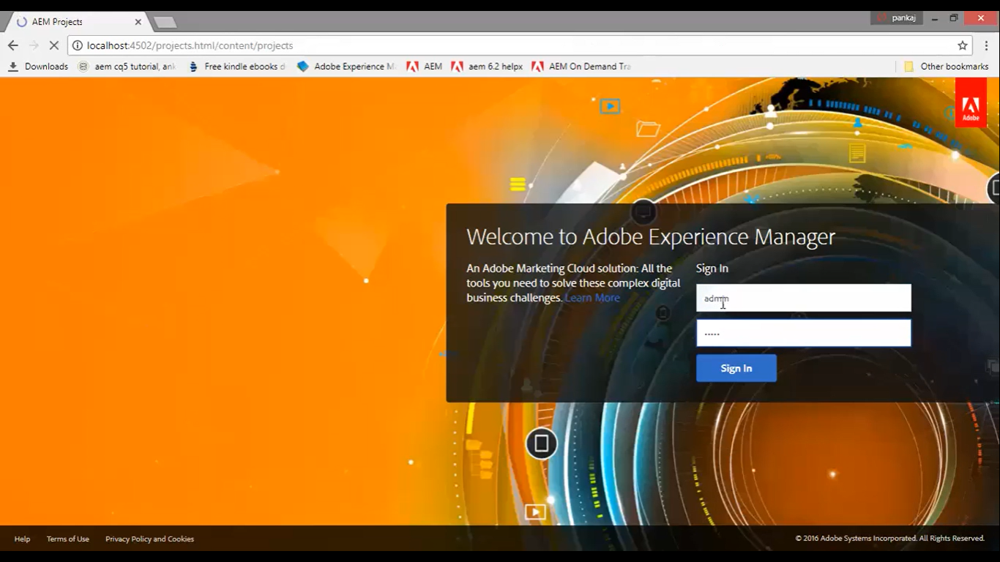 AEM Projects
pankaj
localhost:4502/projects.html/content/projects
Downloads
aem cq5 tutorial, ank
Free kindle ebooks d
Adobe Experience M
AEM
aem 6.2 helpx
AEM On Demand Tra
Other bookmarks
Adobe
Welcome to Adobe Experience Manager
An Adobe Marketing Cloud solution: All the
tools you need to solve these complex digital
business challenges. Learn More
Sign In
admin
•••••
Sign In
Help
Terms of Use
Privacy Policy and Cookies
© 2016 Adobe Systems Incorporated. All Rights Reserved.